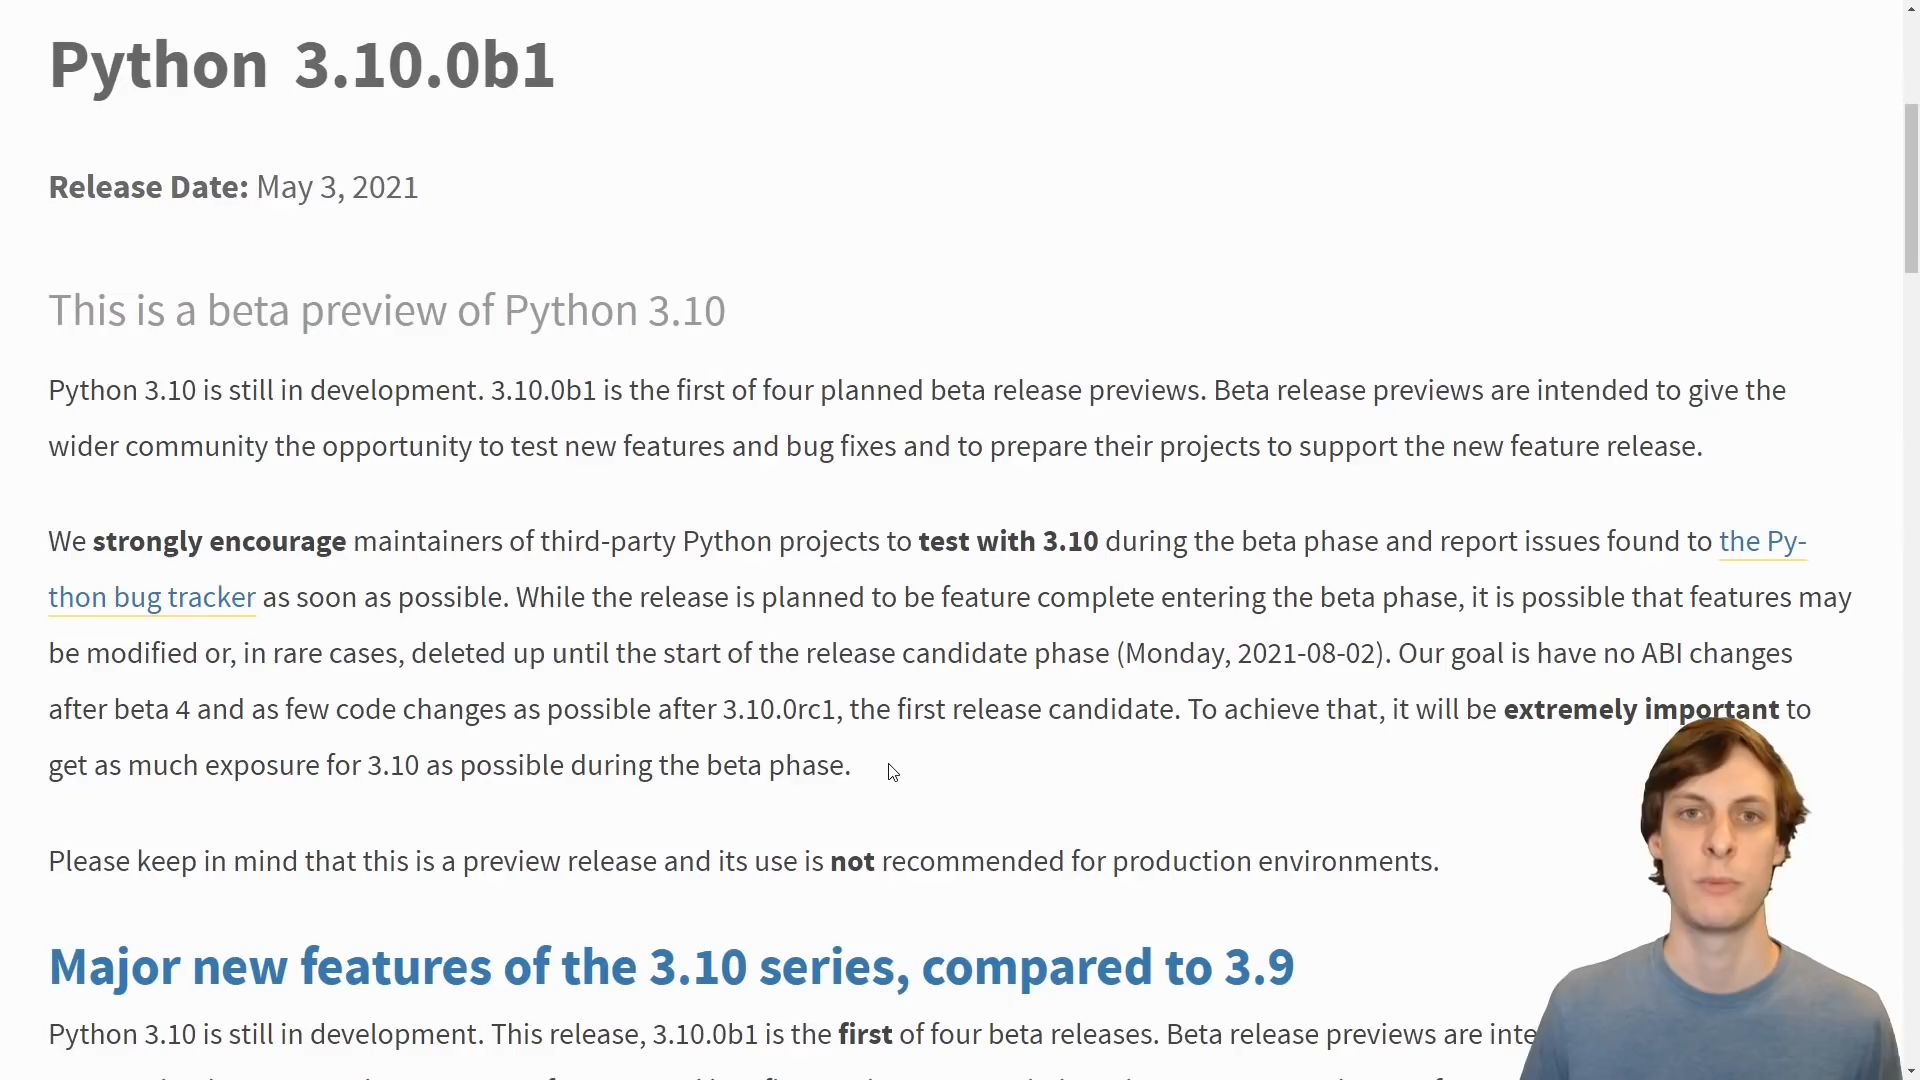 Python 3.10.0b1
Release Date: May 3, 2021
This is a beta preview of Python 3.10
Python 3.10 is still in development. 3.10.0b1 is the first of four planned beta release previews. Beta release previews are intended to give the
wider community the opportunity to test new features and bug fixes and to prepare their projects to support the new feature release.
We strongly encourage maintainers of third-party Python projects to test with 3.10 during the beta phase and report issues found to the Py-
thon bug tracker as soon as possible. While the release is planned to be feature complete entering the beta phase, it is possible that features may
be modified or, in rare cases, deleted up until the start of the release candidate phase (Monday, 2021-08-02). Our goal is have no ABI changes
after beta 4 and as few code changes as possible after 3.10.0rc1, the first release candidate. To achieve that, it will be extremely important to
get as much exposure for 3.10 as possible during the beta phase.
Please keep in mind that this is a preview release and its use is not recommended for production environments.
Major new features of the 3.10 series, compared to 3.9
Python 3.10 is still in development. This release, 3.10.0b1 is the first of four beta releases. Beta release previews are inte